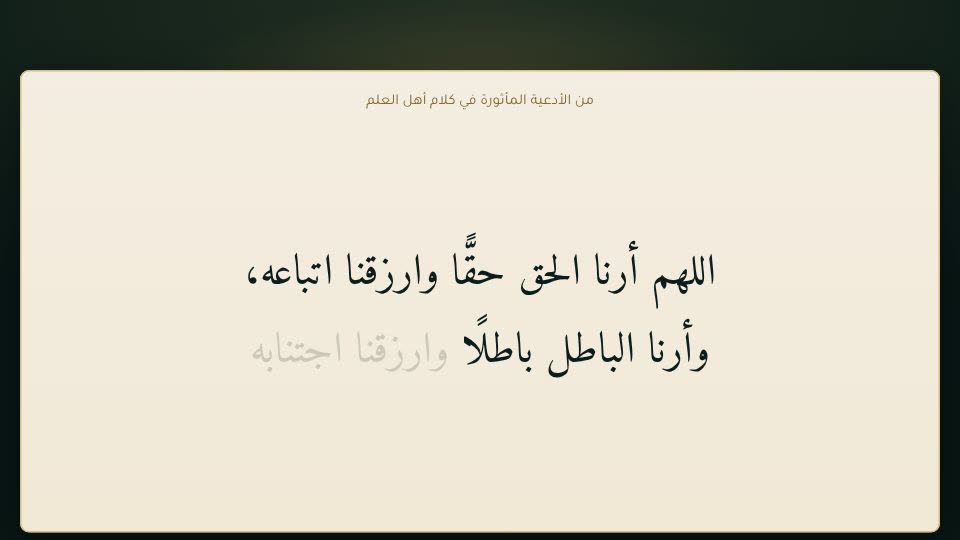 من الأدعية المأثورة في كلام أهل العلم
اللهم أرنا الحق حقًّا وارزقنا اتباعه،
وأرنا الباطل باطلًا وارزقنا اجتنابه